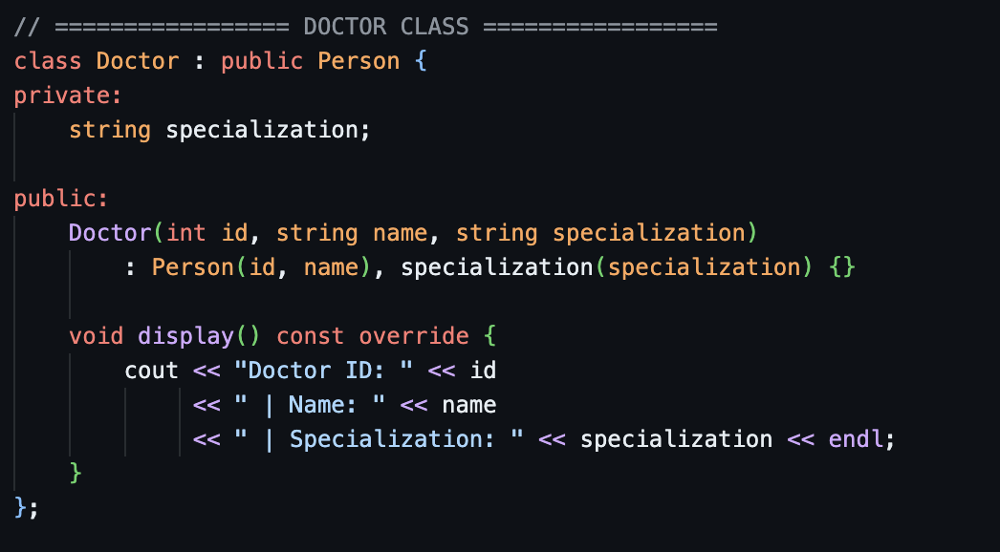 // ================= DOCTOR CLASS =================
class Doctor : public Person {
private:
    string specialization;

public:
    Doctor(int id, string name, string specialization)
        : Person(id, name), specialization(specialization) {}

    void display() const override {
        cout << "Doctor ID: " << id
             << " | Name: " << name
             << " | Specialization: " << specialization << endl;
    }
};